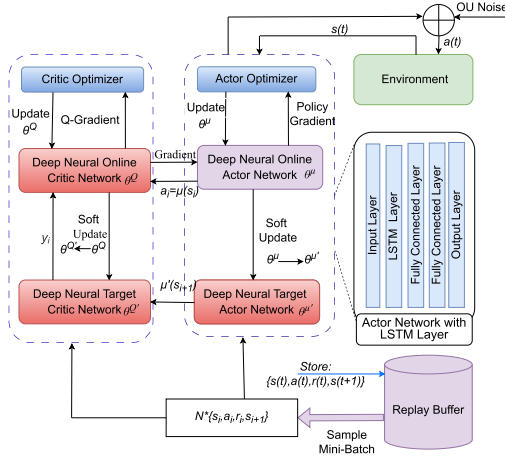 OU Noise
s(t)
a(t)
Critic Optimizer
Actor Optimizer
Environment
Update
θ^Q
Q-Gradient
Update
θ^μ
Policy
Gradient
Deep Neural Online
Critic Network θ^Q
Gradient
a_i=μ(s_i)
Deep Neural Online
Actor Network θ^μ
Soft
Update
θ^Q' θ^Q
y_i
Soft
Update
θ^μ θ^μ'
Deep Neural Target
Critic Network θ^Q'
μ'(s_{i+1})
Deep Neural Target
Actor Network θ^μ'
Input Layer
LSTM Layer
Fully Connected Layer
Fully Connected Layer
Output Layer
Actor Network with
LSTM Layer
Store:
{s(t),a(t),r(t),s(t+1)}
Replay Buffer
N*{s_i,a_i,r_i,s_{i+1}}
Sample
Mini-Batch